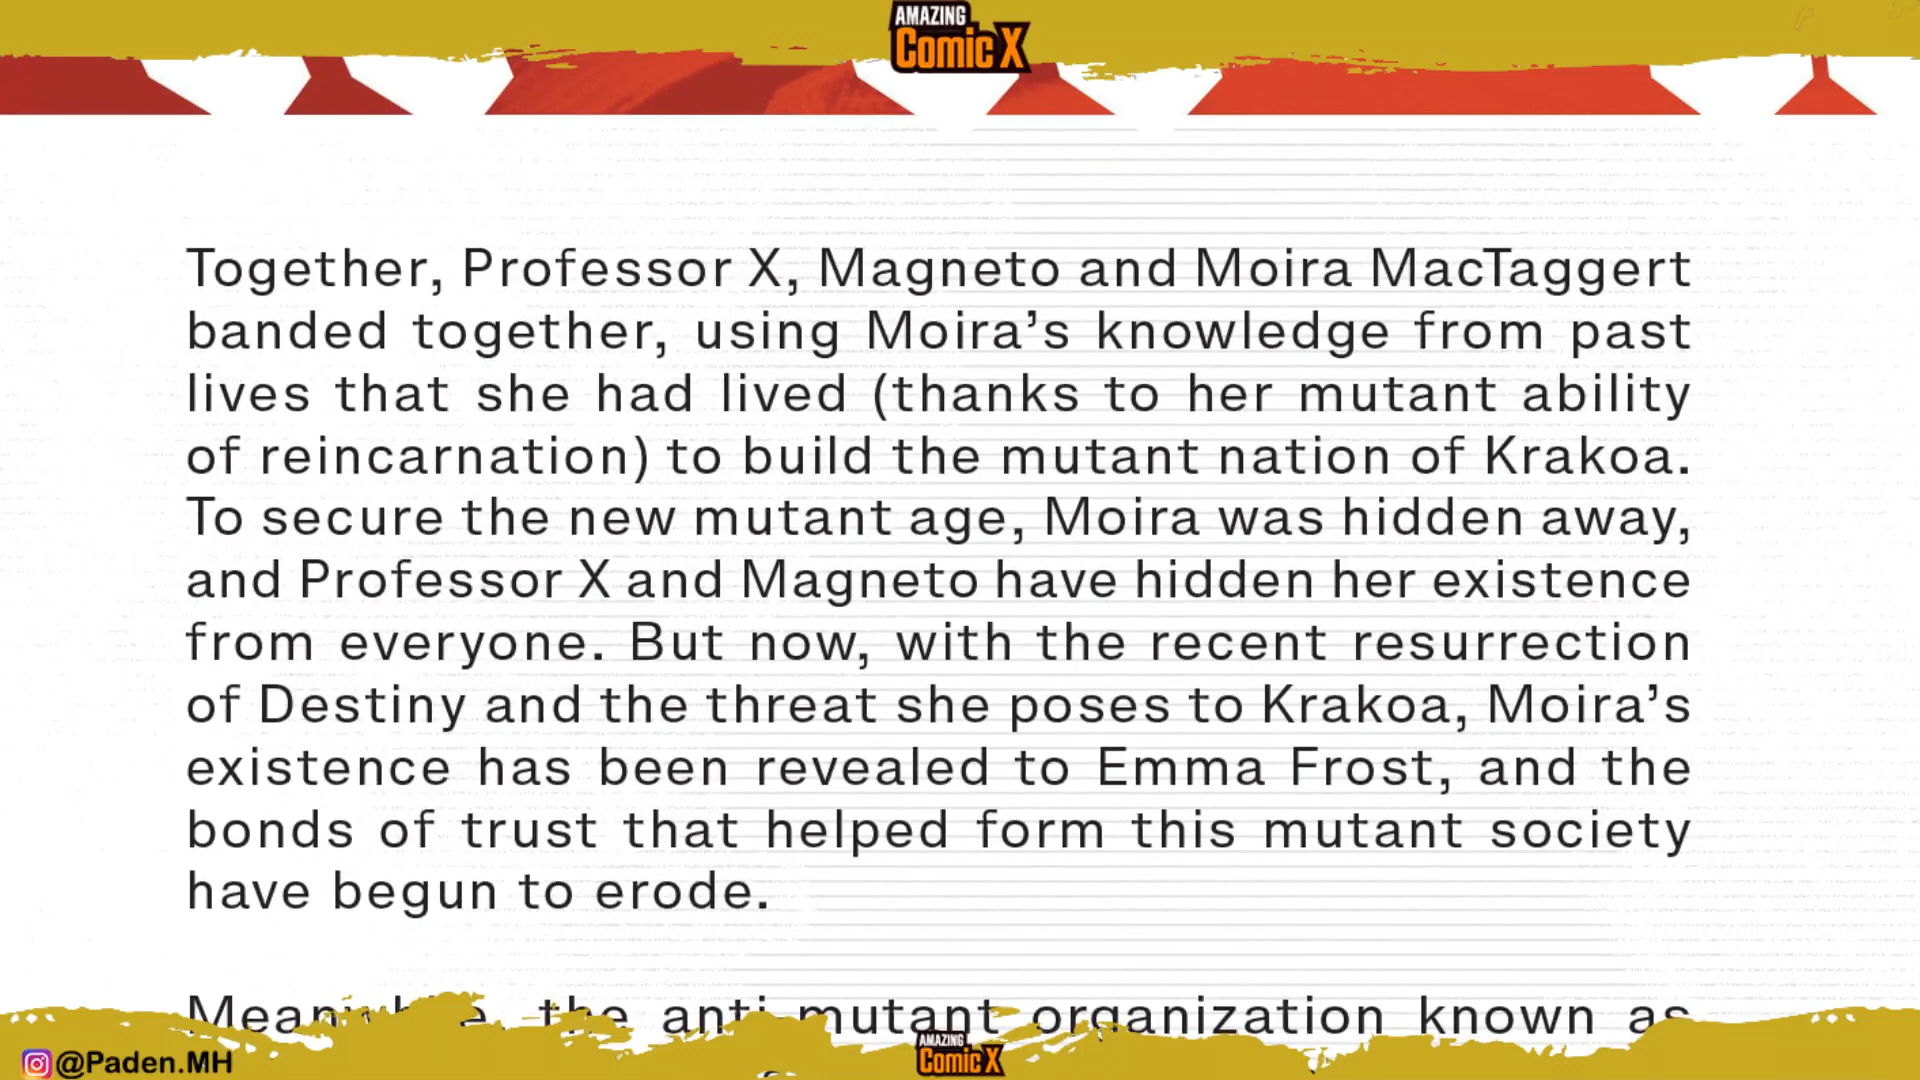 AMAZING
Comic X
Together, Professor X, Magneto and Moira MacTaggert
banded together, using Moira's knowledge from past
lives that she had lived (thanks to her mutant ability
of reincarnation) to build the mutant nation of Krakoa.
To secure the new mutant age, Moira was hidden away,
and Professor X and Magneto have hidden her existence
from everyone. But now, with the recent resurrection
of Destiny and the threat she poses to Krakoa, Moira's
existence has been revealed to Emma Frost, and the
bonds of trust that helped form this mutant society
have begun to erode.
Meanwhile, the anti-mutant organization known as
AMAZING
Comic X
@Paden.MH